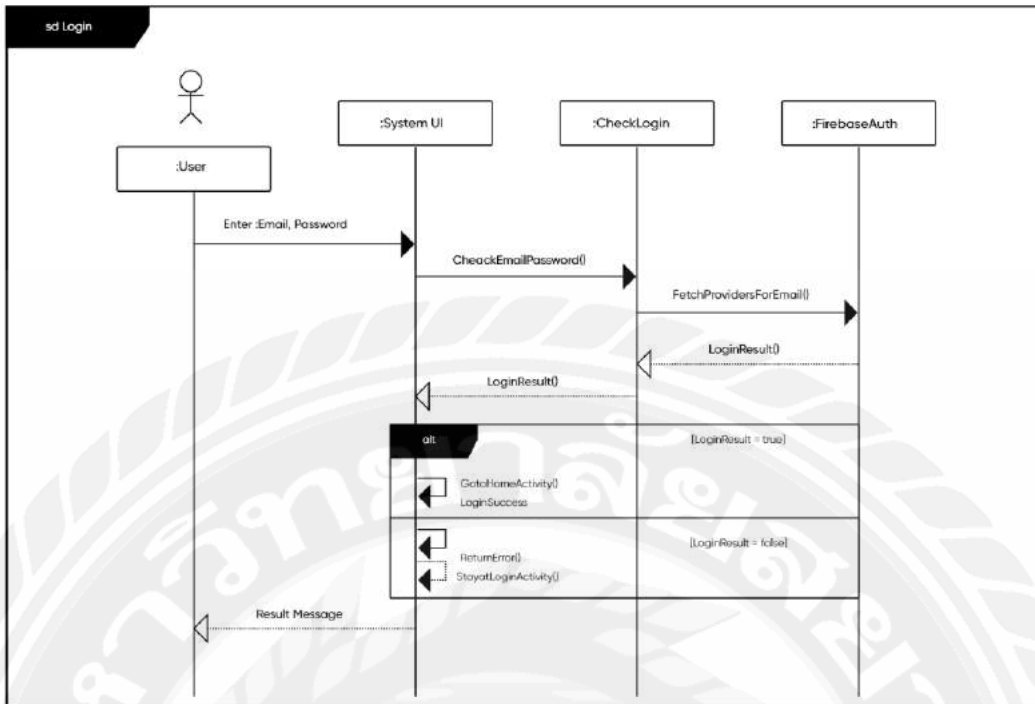 sd Login
:System UI
:CheckLogin
:FirebaseAuth
:User
Enter :Email, Password
CheackEmailPassword()
FetchProvidersForEmail()
LoginResult()
LoginResult()
alt
[LoginResult = true]
GotoHomeActivity()
LoginSuccess
[LoginResult = false]
ReturnError()
StayatLoginActivity()
Result Message